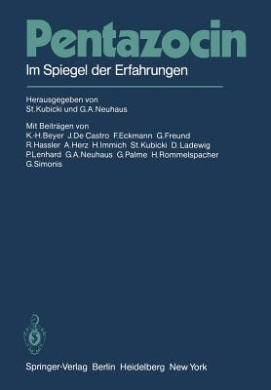 Pentazocin
Im Spiegel der Erfahrungen
Herausgegeben von
St.Kubicki und G.A.Neuhaus
Mit Beiträgen von
K.-H.Beyer J.De Castro F.Eckmann G.Freund
R.Hassler A.Herz H.Immich St.Kubicki D.Ladewig
P.Lenhard G.A.Neuhaus G.Palme H.Rommelspacher
G.Simonis
Springer-Verlag Berlin Heidelberg New York